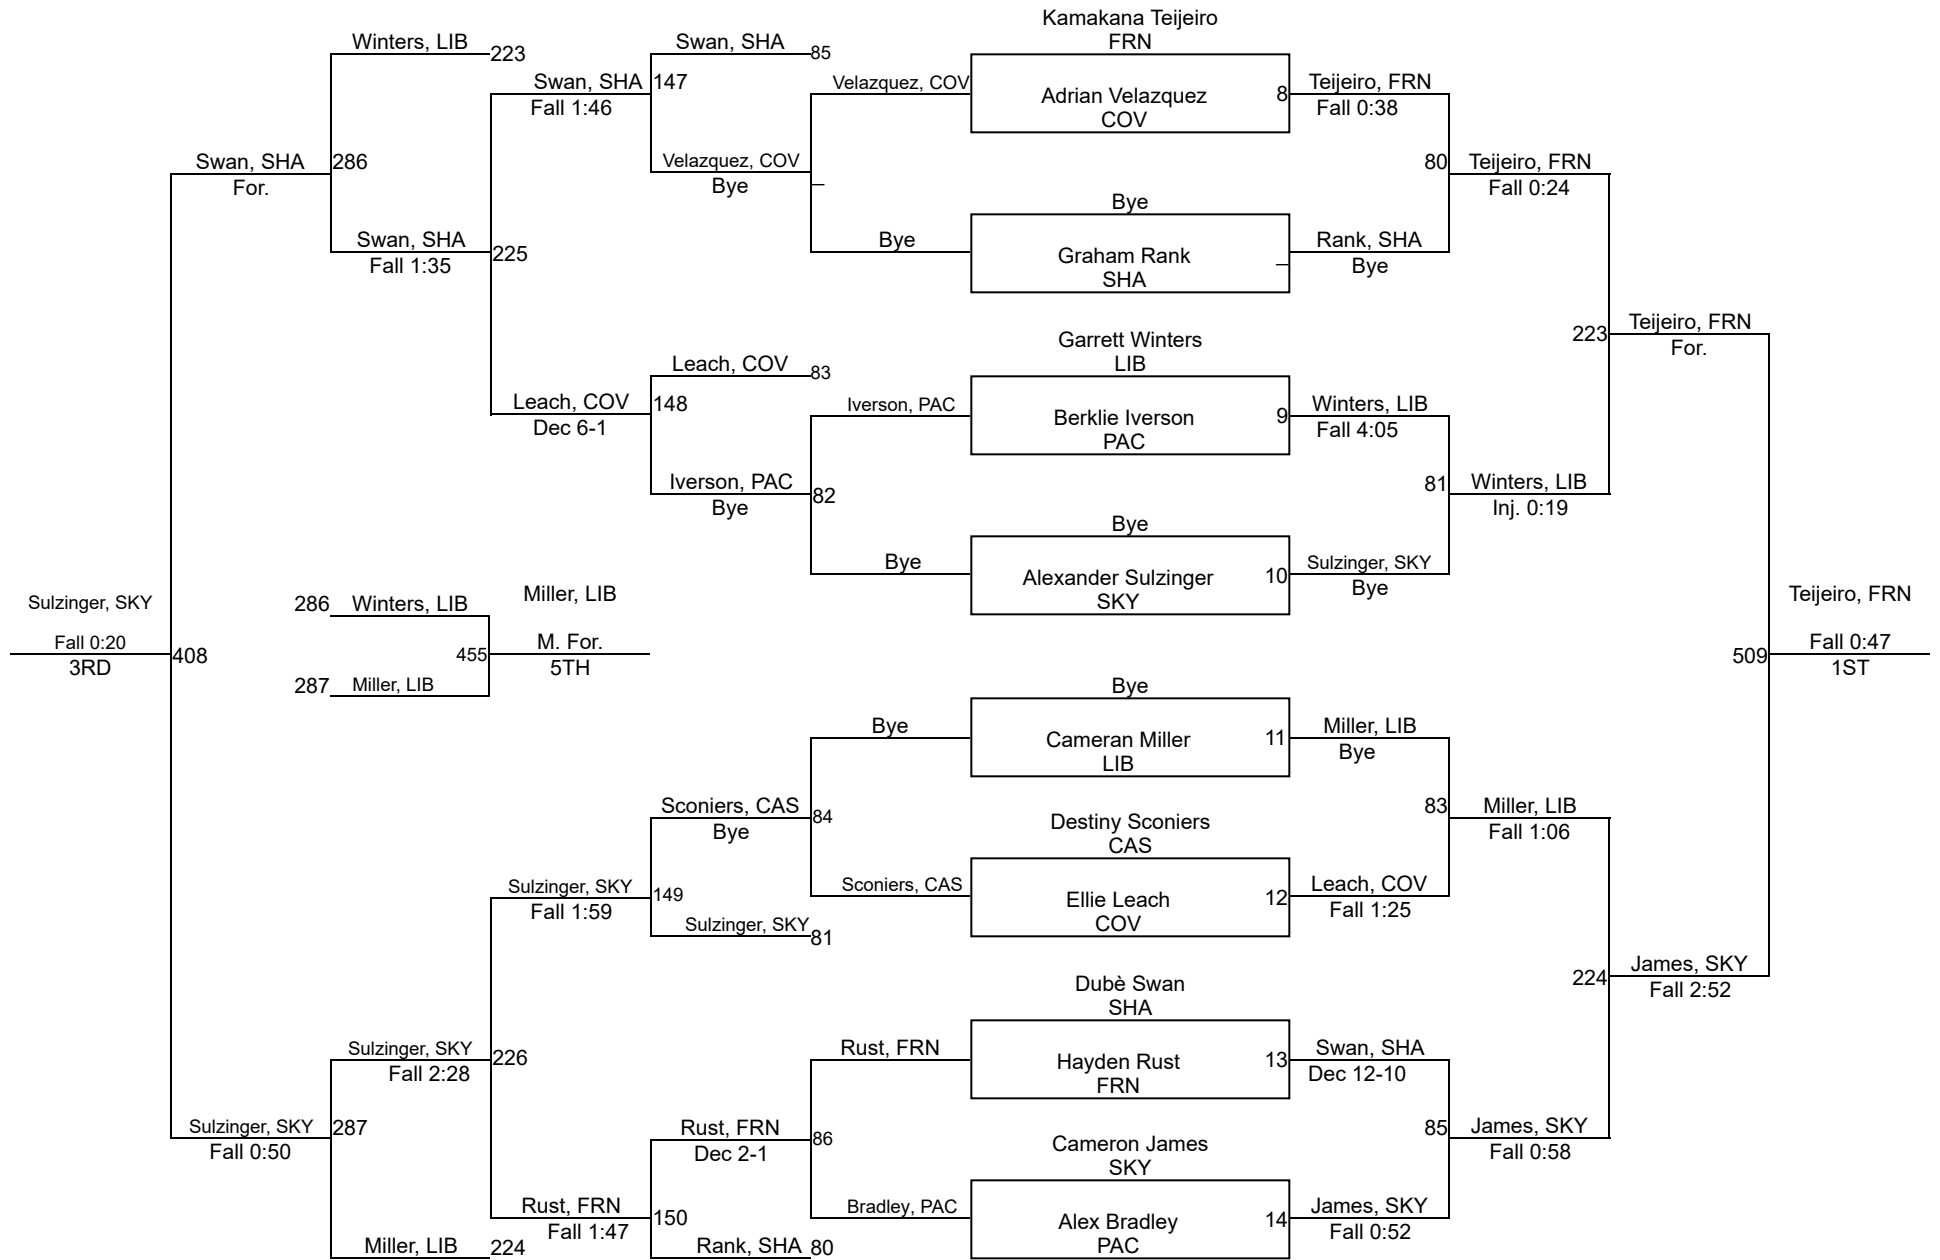 Kamakana Teijeiro
FRN
Winters, LIB
223
Swan, SHA
85
Swan, SHA
147
Fall 1:46
Velazquez, COV
Adrian Velazquez
COV
8
Teijeiro, FRN
Fall 0:38
Swan, SHA
286
For.
Velazquez, COV
Bye
–
80
Teijeiro, FRN
Fall 0:24
Bye
Swan, SHA
Fall 1:35
225
Bye
Graham Rank
SHA
–
Rank, SHA
Bye
Garrett Winters
LIB
223
Teijeiro, FRN
For.
Leach, COV
83
Leach, COV
148
Dec 6-1
Iverson, PAC
Berklie Iverson
PAC
9
Winters, LIB
Fall 4:05
Iverson, PAC
Bye
82
81
Winters, LIB
Inj. 0:19
Bye
Bye
Alexander Sulzinger
SKY
10
Sulzinger, SKY
Bye
Sulzinger, SKY
Fall 0:20
3RD
408
286
Winters, LIB
Miller, LIB
455
M. For.
5TH
287
Miller, LIB
Teijeiro, FRN
509
Fall 0:47
1ST
Bye
Bye
Cameran Miller
LIB
11
Miller, LIB
Bye
Sconiers, CAS
Bye
84
83
Miller, LIB
Fall 1:06
Destiny Sconiers
CAS
Sulzinger, SKY
Fall 1:59
149
Sconiers, CAS
Ellie Leach
COV
12
Leach, COV
Fall 1:25
Sulzinger, SKY
81
224
James, SKY
Fall 2:52
Dubè Swan
SHA
Sulzinger, SKY
Fall 2:28
226
Rust, FRN
Hayden Rust
FRN
13
Swan, SHA
Dec 12-10
Sulzinger, SKY
287
Fall 0:50
Rust, FRN
Dec 2-1
86
85
James, SKY
Fall 0:58
Cameron James
SKY
Rust, FRN
Fall 1:47
150
Bradley, PAC
Alex Bradley
PAC
14
James, SKY
Fall 0:52
Miller, LIB
224
Rank, SHA
80